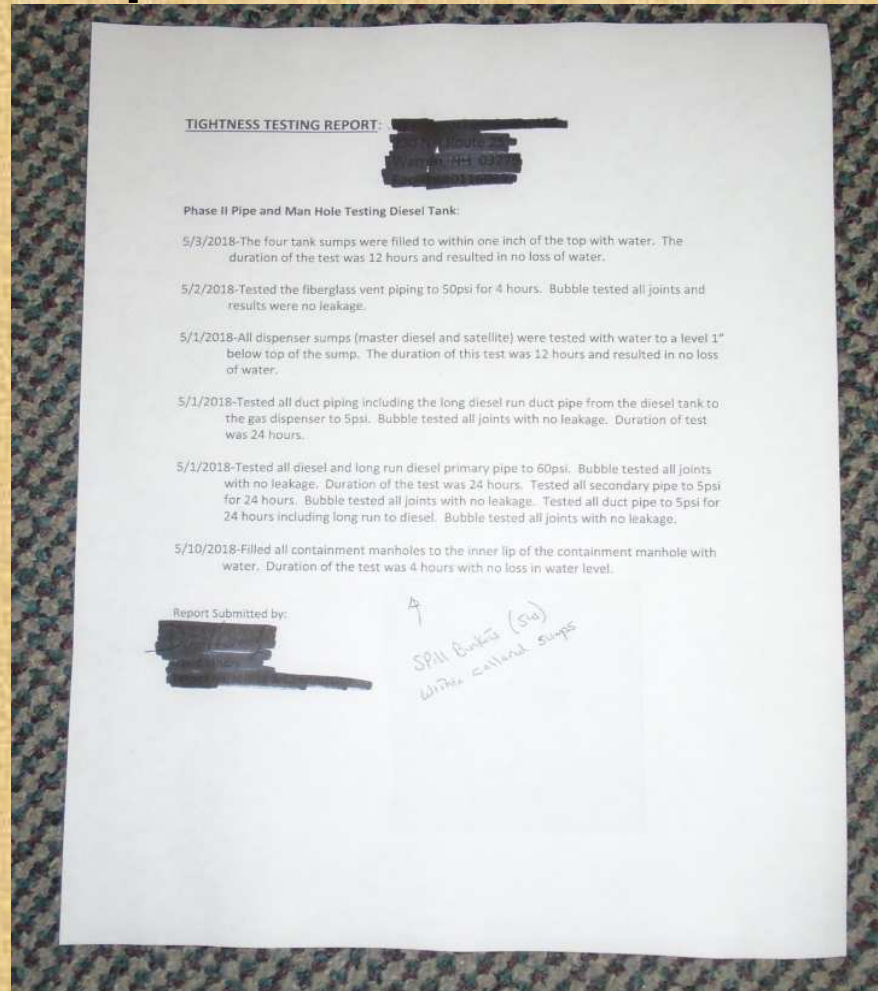 TIGHTNESS TESTING REPORT:
Phase II Pipe and Man Hole Testing Diesel Tank:
5/3/2018-The four tank sumps were filled to within one inch of the top with water. The
duration of the test was 12 hours and resulted in no loss of water.
5/2/2018-Tested the fiberglass vent piping to 50psi for 4 hours. Bubble tested all joints and
results were no leakage.
5/1/2018-All dispenser sumps (master diesel and satellite) were tested with water to a level 1"
below top of the sump. The duration of this test was 12 hours and resulted in no loss
of water.
5/1/2018-Tested all duct piping including the long diesel run duct pipe from the diesel tank to
the gas dispenser to 5psi. Bubble tested all joints with no leakage. Duration of test
was 24 hours.
5/1/2018-Tested all diesel and long run diesel primary pipe to 60psi. Bubble tested all joints
with no leakage. Duration of the test was 24 hours. Tested all secondary pipe to 5psi
for 24 hours. Bubble tested all joints with no leakage. Tested all duct pipe to 5psi for
24 hours including long run to diesel. Bubble tested all joints with no leakage.
5/10/2018-Filled all containment manholes to the inner lip of the containment manhole with
water. Duration of the test was 4 hours with no loss in water level.
Report Submitted by:
SPill Buckets
within sumps